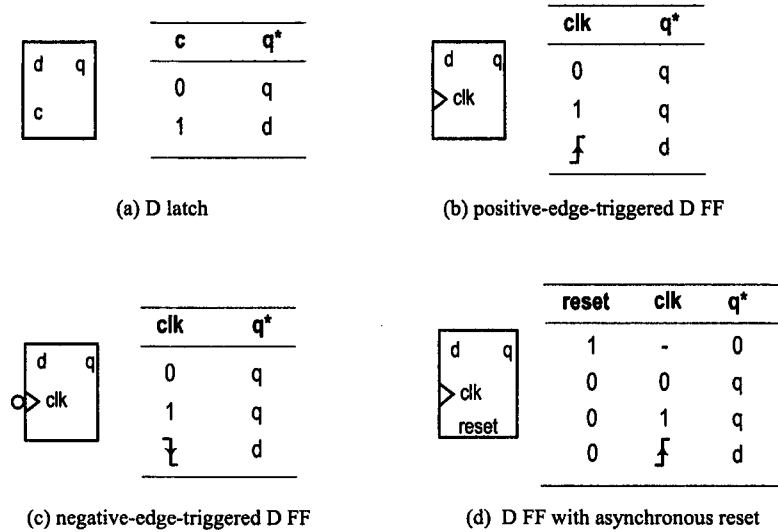 d q
c
c q*
0 q
1 d
(a) D latch
d q
clk
clk q*
0 q
1 q
d
(b) positive-edge-triggered D FF
d q
clk
clk q*
0 q
1 q
d
(c) negative-edge-triggered D FF
d q
clk
reset
reset clk q*
1 - 0
0 0 q
0 1 q
0 d
(d) D FF with asynchronous reset